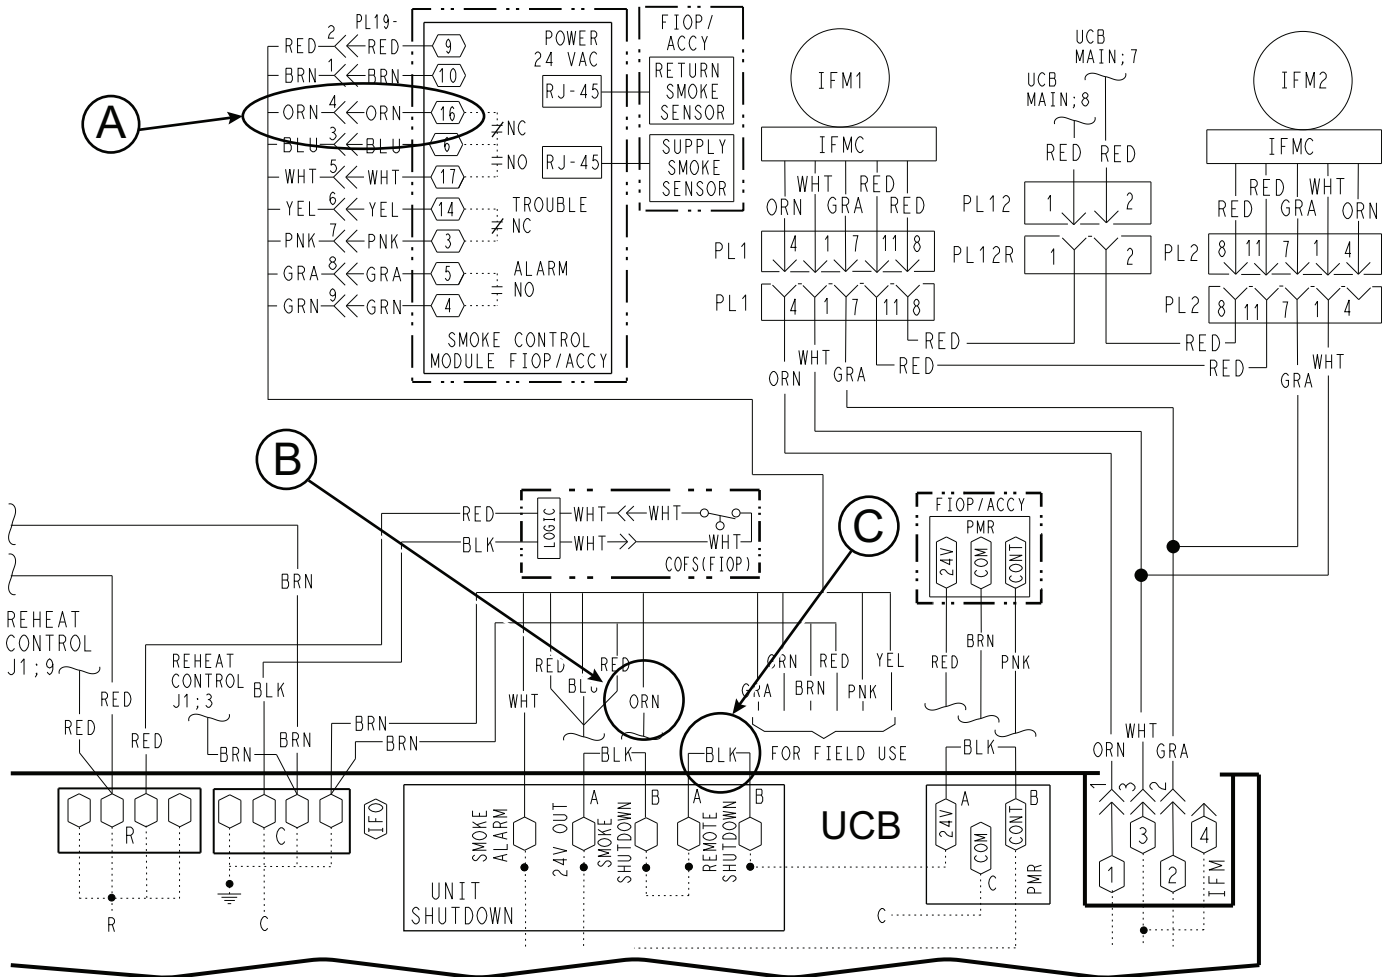 PL19-
RED 2 RED 9
BRN 1 BRN 10
ORN 4 ORN 16
BLU 3 BLU 6
WHT 5 WHT 17
YEL 6 YEL 14
PNK 7 PNK 3
GRA 8 GRA 5
GRN 9 GRN 4
NC
NO
TROUBLE
NC
ALARM
NO
POWER
24 VAC
RJ-45
RJ-45
SMOKE CONTROL
MODULE FIOP/ACCY
FIOP/
ACCY
RETURN
SMOKE
SENSOR
SUPPLY
SMOKE
SENSOR
A
IFM1
IFMC
WHT RED
ORN GRA RED
PL1 4 1 7 11 8
PL1 4 1 7 11 8
ORN WHT GRA
RED
RED
UCB
MAIN;7
UCB
MAIN;8
RED RED
PL12 1 2
PL12R 1 2
IFM2
IFMC
RED WHT
RED GRA ORN
PL2 8 11 7 1 4
PL2 8 11 7 1 4
RED
RED
GRA WHT
B
C
RED
BLK
LOGIC
WHT WHT
WHT WHT
COFS(FIOP)
FIOP/ACCY
PMR
24V COM CONT
RED BRN PNK
BLK
BRN
REHEAT
CONTROL
J1;9
RED
RED
RED
REHEAT
CONTROL
J1;3
BLK
BRN
BRN
BRN
BRN
WHT
RED
BLU
RED
ORN
BLK
BLK
GRA ORN BRN RED PNK YEL
FOR FIELD USE
R
R
C
C
IFO
UNIT
SHUTDOWN
SMOKE
ALARM
24V OUT
A
SMOKE
SHUTDOWN
B
A
REMOTE
SHUTDOWN
B
UCB
A B
24V COM CONT
C
C
PMR
ORN WHT GRA
1 3 2
1 3 2 4
IFM